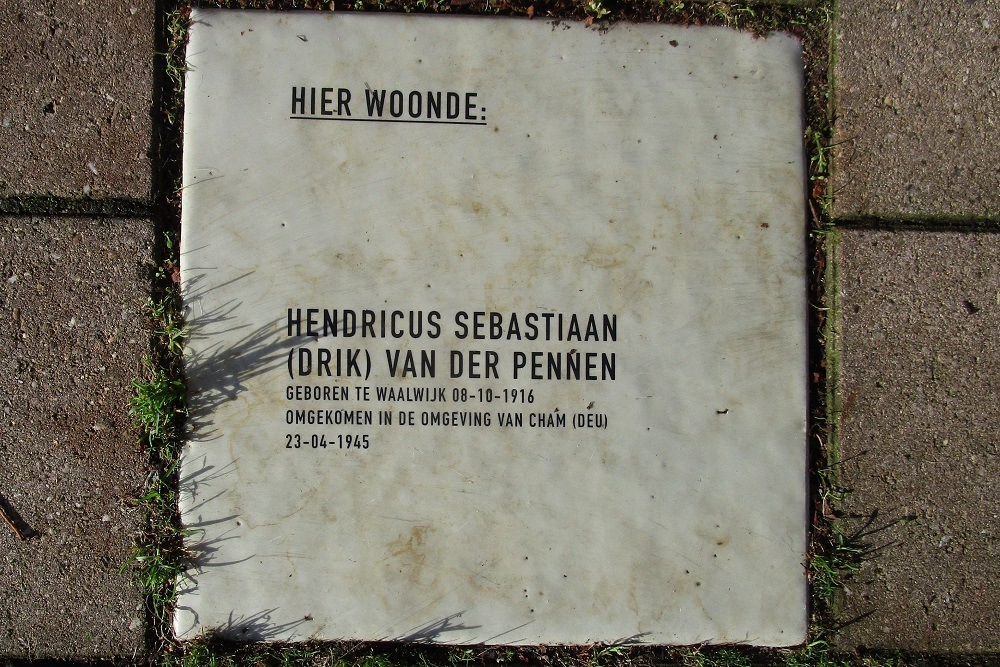 HIER WOONDE:
HENDRICUS SEBASTIAAN
(DRIK) VAN DER PENNEN
GEBOREN TE WAALWIJK 08-10-1916
OMGEKOMEN IN DE OMGEVING VAN CHAM (DEU)
23-04-1945